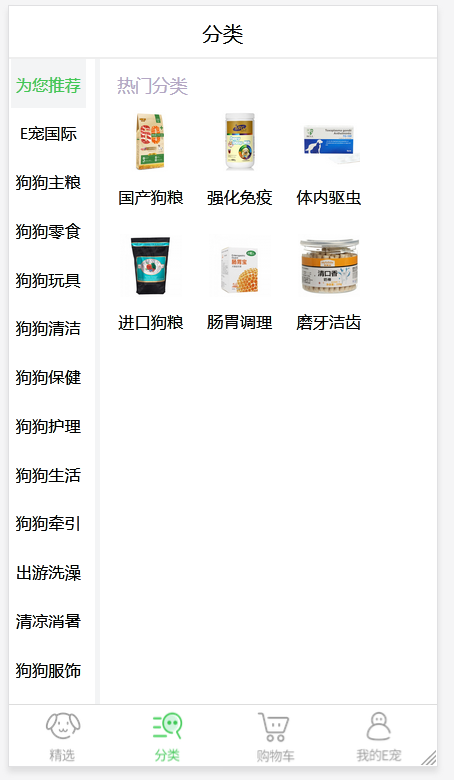 分类
为您推荐
E宠国际
狗狗主粮
狗狗零食
狗狗玩具
狗狗清洁
狗狗保健
狗狗护理
狗狗生活
狗狗牵引
出游洗澡
清凉消暑
狗狗服饰
热门分类
国产狗粮
强化免疫
体内驱虫
进口狗粮
肠胃调理
清口香
磨牙洁齿
精选
分类
购物车
我的E宠